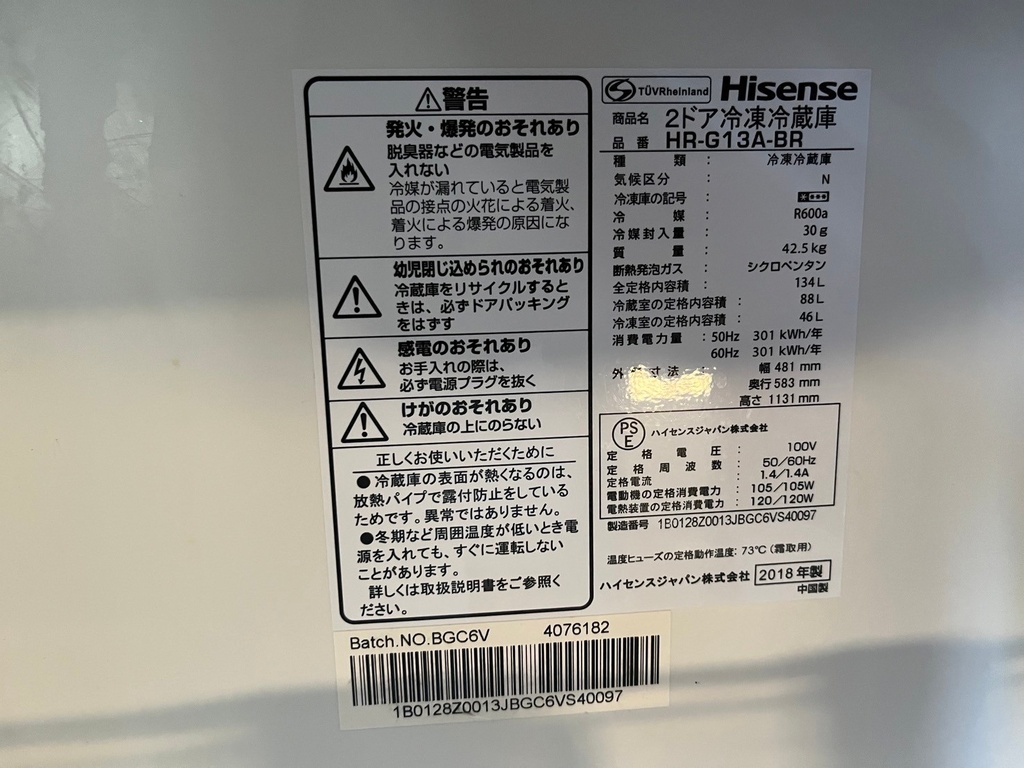 警告
発火・爆発のおそれあり
脱臭器などの電気製品を
入れない
冷媒が漏れていると電気製
品の接点の火花による着火、
着火による爆発の原因にな
ります。
幼児閉じ込められのおそれあり
冷蔵庫をリサイクルすると
きは、必ずドアパッキング
をはずす
感電のおそれあり
お手入れの際は、
必ず電源プラグを抜く
けがのおそれあり
冷蔵庫の上にのらない
正しくお使いいただくために
●冷蔵庫の表面が熱くなるのは、
放熱パイプで露付防止をしている
ためです。異常ではありません。
●冬期など周囲温度が低いとき電
源を入れても、すぐに運転しない
ことがあります。
詳しくは取扱説明書をご参照く
ださい。
TÜVRheinland Hisense
商品名 2ドア冷凍冷蔵庫
品番 HR-G13A-BR
種類 : 冷凍冷蔵庫
気候区分 : N
冷凍庫の記号 :
冷媒 : R600a
冷媒封入量 : 30g
質量 : 42.5kg
断熱発泡ガス : シクロペンタン
全定格内容積 : 134L
冷蔵室の定格内容積 : 88L
冷凍室の定格内容積 : 46L
消費電力量 : 50Hz 301 kWh/年
60Hz 301 kWh/年
外形寸法 : 幅 481 mm
奥行 583 mm
高さ 1131 mm
PSE ハイセンスジャパン株式会社
定格電圧 : 100V
定格周波数 : 50/60Hz
定格電流 : 1.4/1.4A
電動機の定格消費電力 : 105/105W
電熱装置の定格消費電力 : 120/120W
製造番号 1B0128Z0013JBGC6VS40097
温度ヒューズの定格動作温度: 73℃(霜取用)
ハイセンスジャパン株式会社 2018年製
中国製
Batch.NO.BGC6V 4076182
1B0128Z0013JBGC6VS40097